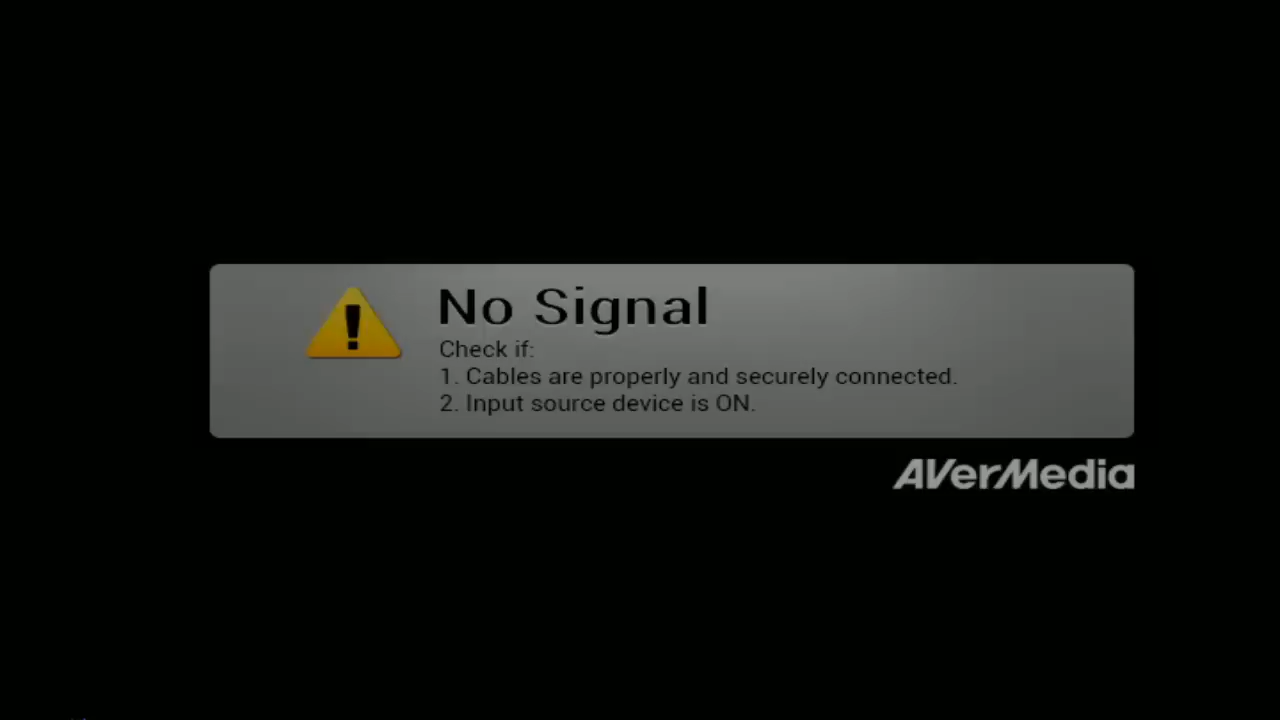 No Signal
Check if:
1. Cables are properly and securely connected.
2. Input source device is ON.
AVerMedia